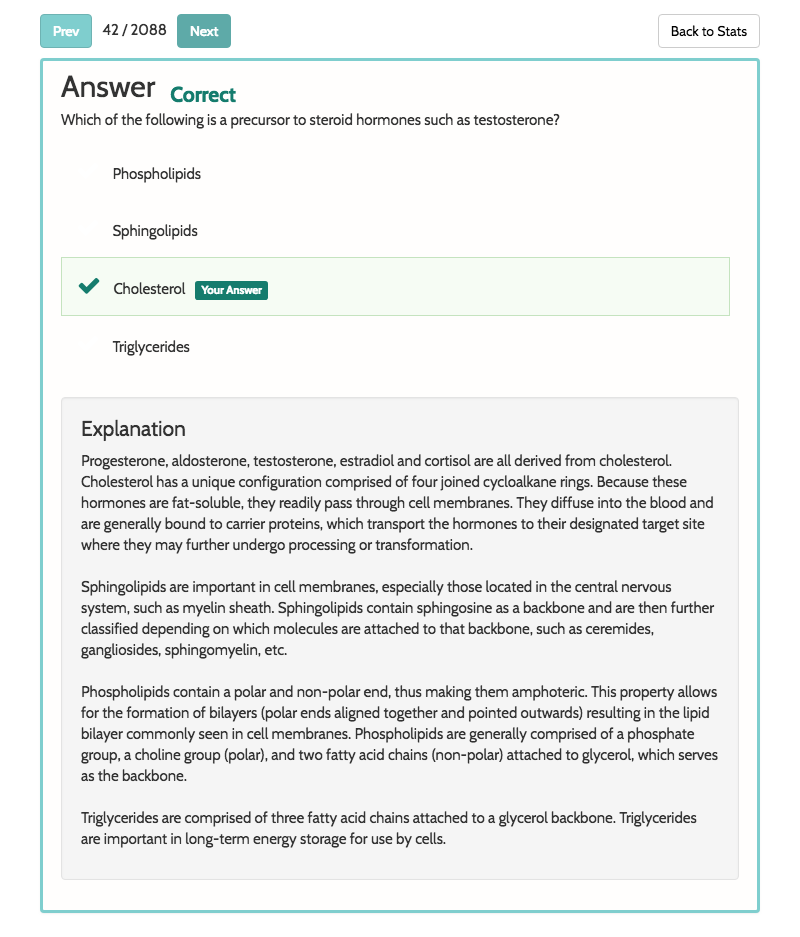 Prev 42 / 2088 Next Back to Stats
Answer Correct
Which of the following is a precursor to steroid hormones such as testosterone?
Phospholipids
Sphingolipids
Cholesterol Your Answer
Triglycerides
Explanation
Progesterone, aldosterone, testosterone, estradiol and cortisol are all derived from cholesterol.
Cholesterol has a unique configuration comprised of four joined cycloalkane rings. Because these
hormones are fat-soluble, they readily pass through cell membranes. They diffuse into the blood and
are generally bound to carrier proteins, which transport the hormones to their designated target site
where they may further undergo processing or transformation.
Sphingolipids are important in cell membranes, especially those located in the central nervous
system, such as myelin sheath. Sphingolipids contain sphingosine as a backbone and are then further
classified depending on which molecules are attached to that backbone, such as ceremides,
gangliosides, sphingomyelin, etc.
Phospholipids contain a polar and non-polar end, thus making them amphoteric. This property allows
for the formation of bilayers (polar ends aligned together and pointed outwards) resulting in the lipid
bilayer commonly seen in cell membranes. Phospholipids are generally comprised of a phosphate
group, a choline group (polar), and two fatty acid chains (non-polar) attached to glycerol, which serves
as the backbone.
Triglycerides are comprised of three fatty acid chains attached to a glycerol backbone. Triglycerides
are important in long-term energy storage for use by cells.